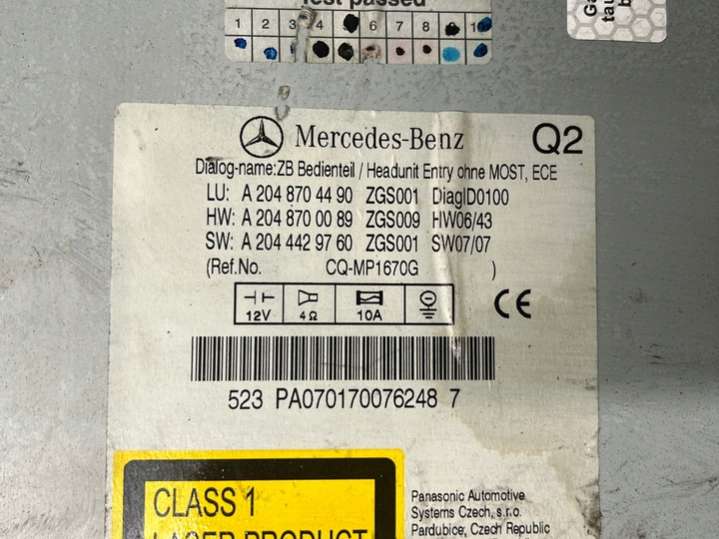 Test passed
1 2 3 4 5 6 7 8 9 10
Mercedes-Benz Q2
Dialog-name:ZB Bedienteil / Headunit Entry ohne MOST, ECE
LU: A 204 870 44 90 ZGS001 DiagID0100
HW: A 204 870 00 89 ZGS009 HW06/43
SW: A 204 442 97 60 ZGS001 SW07/07
(Ref.No. CQ-MP1670G )
12V 4Ω 10A
CE
523 PA070170076248 7
CLASS 1
LASER PRODUCT
Panasonic Automotive
Systems Czech, s.r.o.
Pardubice, Czech Republic